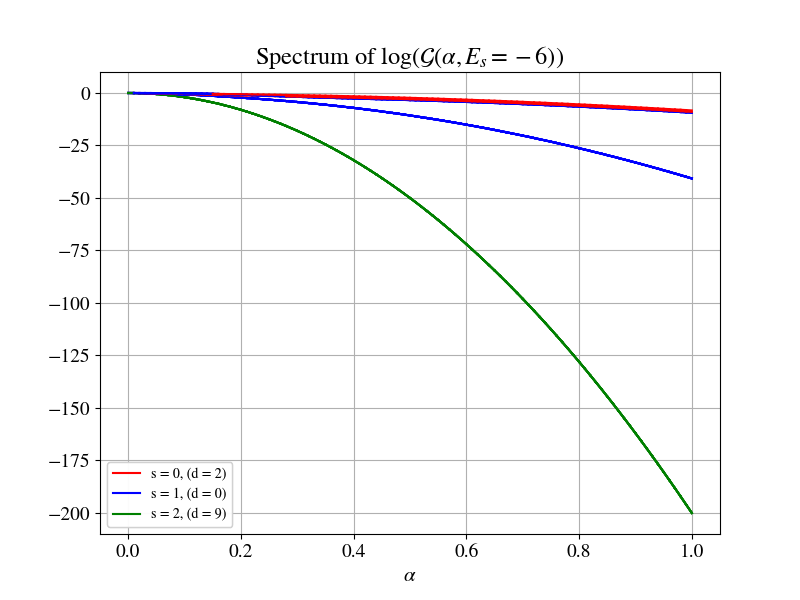 Spectrum of log(𝒢(α, E_s = −6))
0
−25
−50
−75
−100
−125
−150
−175
−200
s = 0, (d = 2)
s = 1, (d = 0)
s = 2, (d = 9)
0.0 0.2 0.4 0.6 0.8 1.0
α